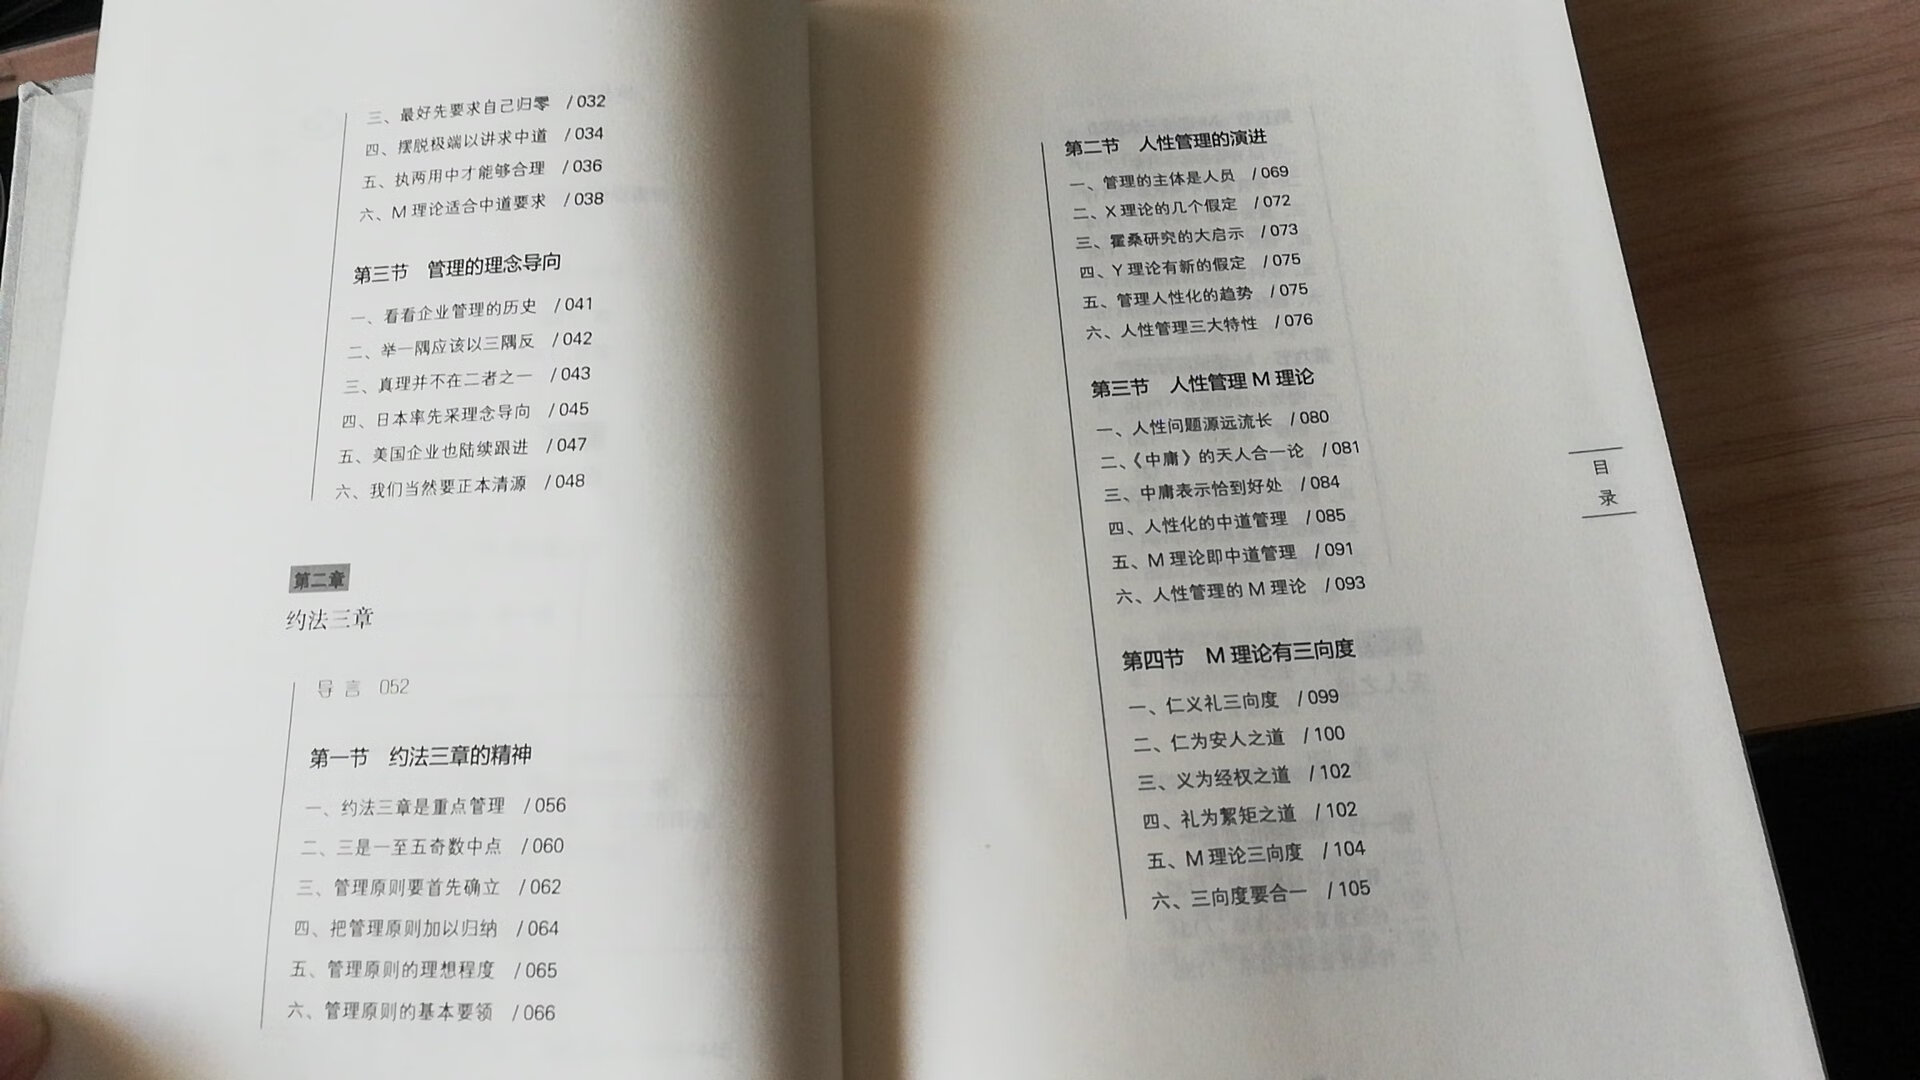 三、最好先要求自己归零 / 032
四、摆脱极端以讲求中道 / 034
五、执两用中才能够合理 / 036
六、M 理论适合中道要求 / 038
第三节 管理的理念导向
一、看看企业管理的历史 / 041
二、举一隅应该以三隅反 / 042
三、真理并不在二者之一 / 043
四、日本率先采理念导向 / 045
五、美国企业也陆续跟进 / 047
六、我们当然要正本清源 / 048
第二章
约法三章
导言 052
第一节 约法三章的精神
一、约法三章是重点管理 / 056
二、三是一至五奇数中点 / 060
三、管理原则要首先确立 / 062
四、把管理原则加以归纳 / 064
五、管理原则的理想程度 / 065
六、管理原则的基本要领 / 066
第二节 人性管理的演进
一、管理的主体是人员 / 069
二、X 理论的几个假定 / 072
三、霍桑研究的大启示 / 073
四、Y 理论有新的假定 / 075
五、管理人性化的趋势 / 075
六、人性管理三大特性 / 076
第三节 人性管理 M 理论
一、人性问题源远流长 / 080
二、《中庸》的天人合一论 / 081
三、中庸表示恰到好处 / 084
四、人性化的中道管理 / 085
五、M 理论即中道管理 / 091
六、人性管理的 M 理论 / 093
第四节 M 理论有三向度
一、仁义礼三向度 / 099
二、仁为安人之道 / 100
三、义为经权之道 / 102
四、礼为絜矩之道 / 102
五、M 理论三向度 / 104
六、三向度要合一 / 105
目
录